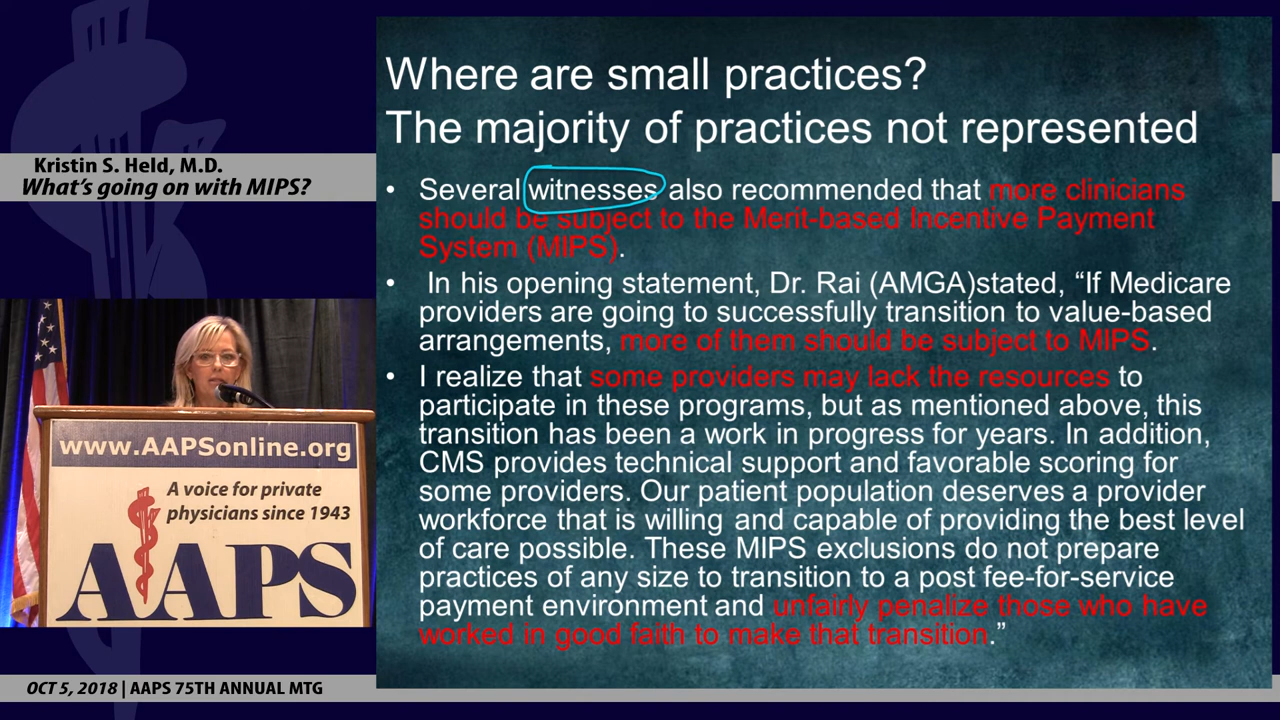 Where are small practices?
The majority of practices not represented
Kristin S. Held, M.D.
What's going on with MIPS?
• Several witnesses also recommended that more clinicians
should be subject to the Merit-based Incentive Payment
System (MIPS).
• In his opening statement, Dr. Rai (AMGA)stated, “If Medicare
providers are going to successfully transition to value-based
arrangements, more of them should be subject to MIPS.
• I realize that some providers may lack the resources to
participate in these programs, but as mentioned above, this
transition has been a work in progress for years. In addition,
CMS provides technical support and favorable scoring for
some providers. Our patient population deserves a provider
workforce that is willing and capable of providing the best level
of care possible. These MIPS exclusions do not prepare
practices of any size to transition to a post fee-for-service
payment environment and unfairly penalize those who have
worked in good faith to make that transition.”
www.AAPSonline.org
A voice for private
physicians since 1943
AAPS
OCT 5, 2018 | AAPS 75TH ANNUAL MTG